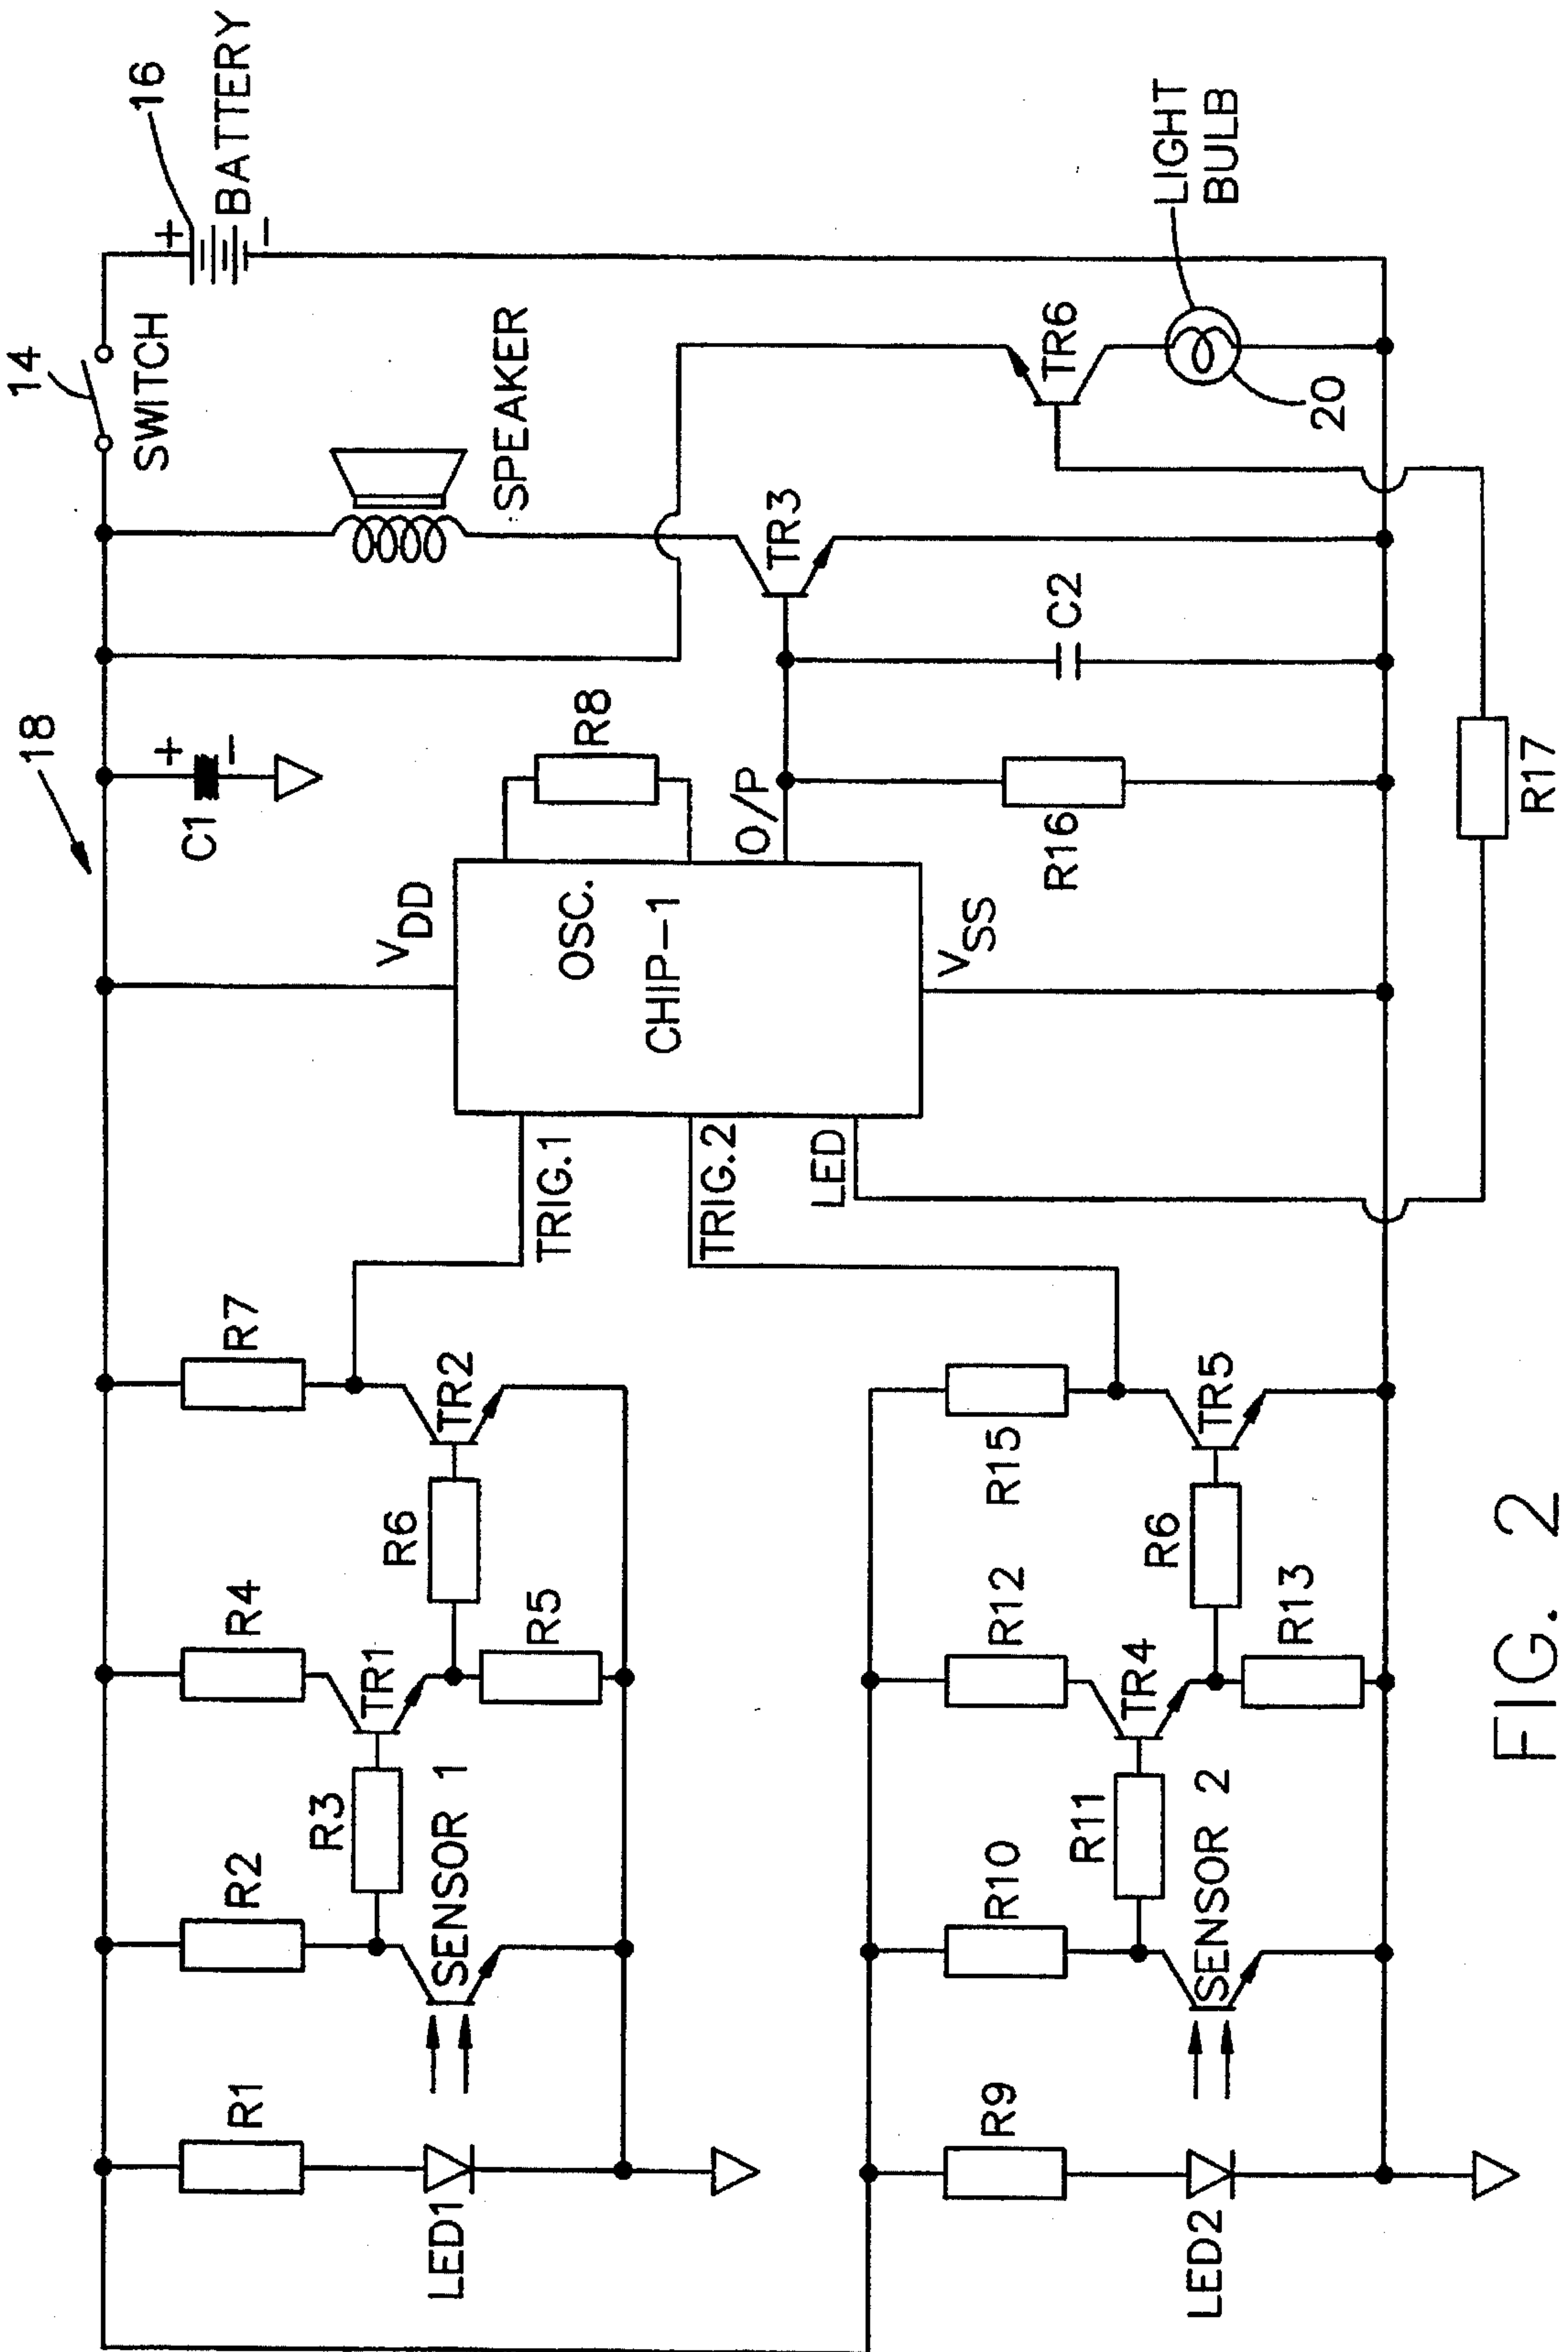 14
SWITCH
16
+
BATTERY
−
18
C1
+
−
SPEAKER
R7
R4
R2
R1
V_DD
OSC.
CHIP-1
R8
O/P
V_SS
TRIG.1
TRIG.2
LED
TR3
TR6
LIGHT
BULB
20
C2
R16
R17
TR2
R6
TR1
R5
R3
SENSOR 1
LED1
R15
TR5
R6
R12
TR4
R13
R11
R10
SENSOR 2
R9
LED2
FIG. 2